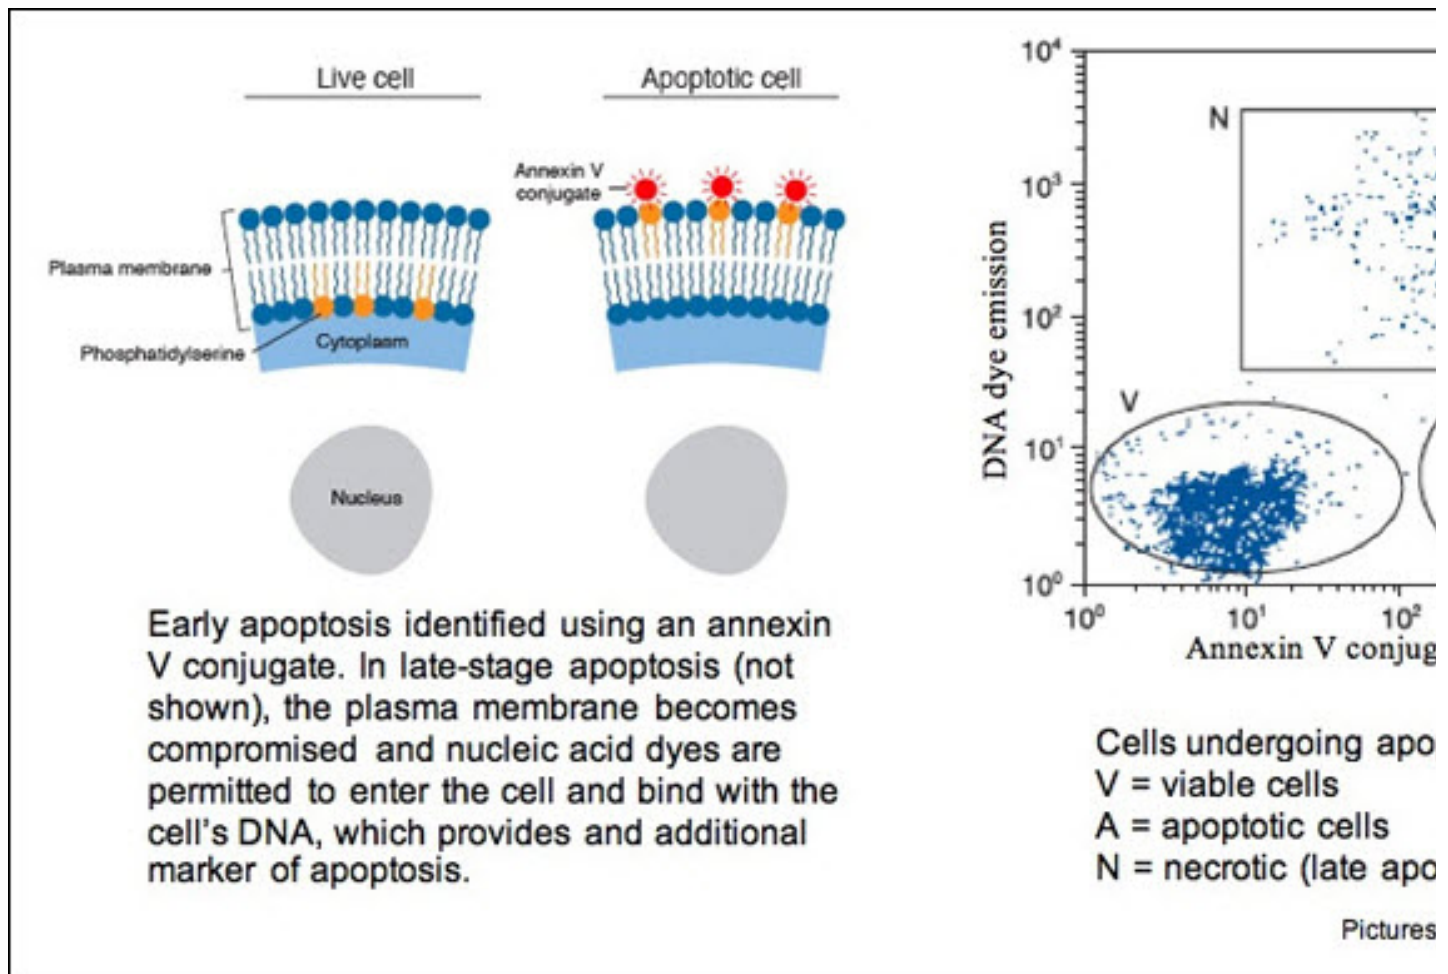 Live cell
Apoptotic cell
Annexin V
conjugate
Plasma membrane
Phosphatidylserine
Cytoplasm
Nucleus
Early apoptosis identified using an annexin
V conjugate. In late-stage apoptosis (not
shown), the plasma membrane becomes
compromised and nucleic acid dyes are
permitted to enter the cell and bind with the
cell's DNA, which provides and additional
marker of apoptosis.
10⁴
N
10³
DNA dye emission
10²
V
10¹
10⁰
10⁰ 10¹ 10²
Annexin V conjug
Cells undergoing apo
V = viable cells
A = apoptotic cells
N = necrotic (late apo
Pictures